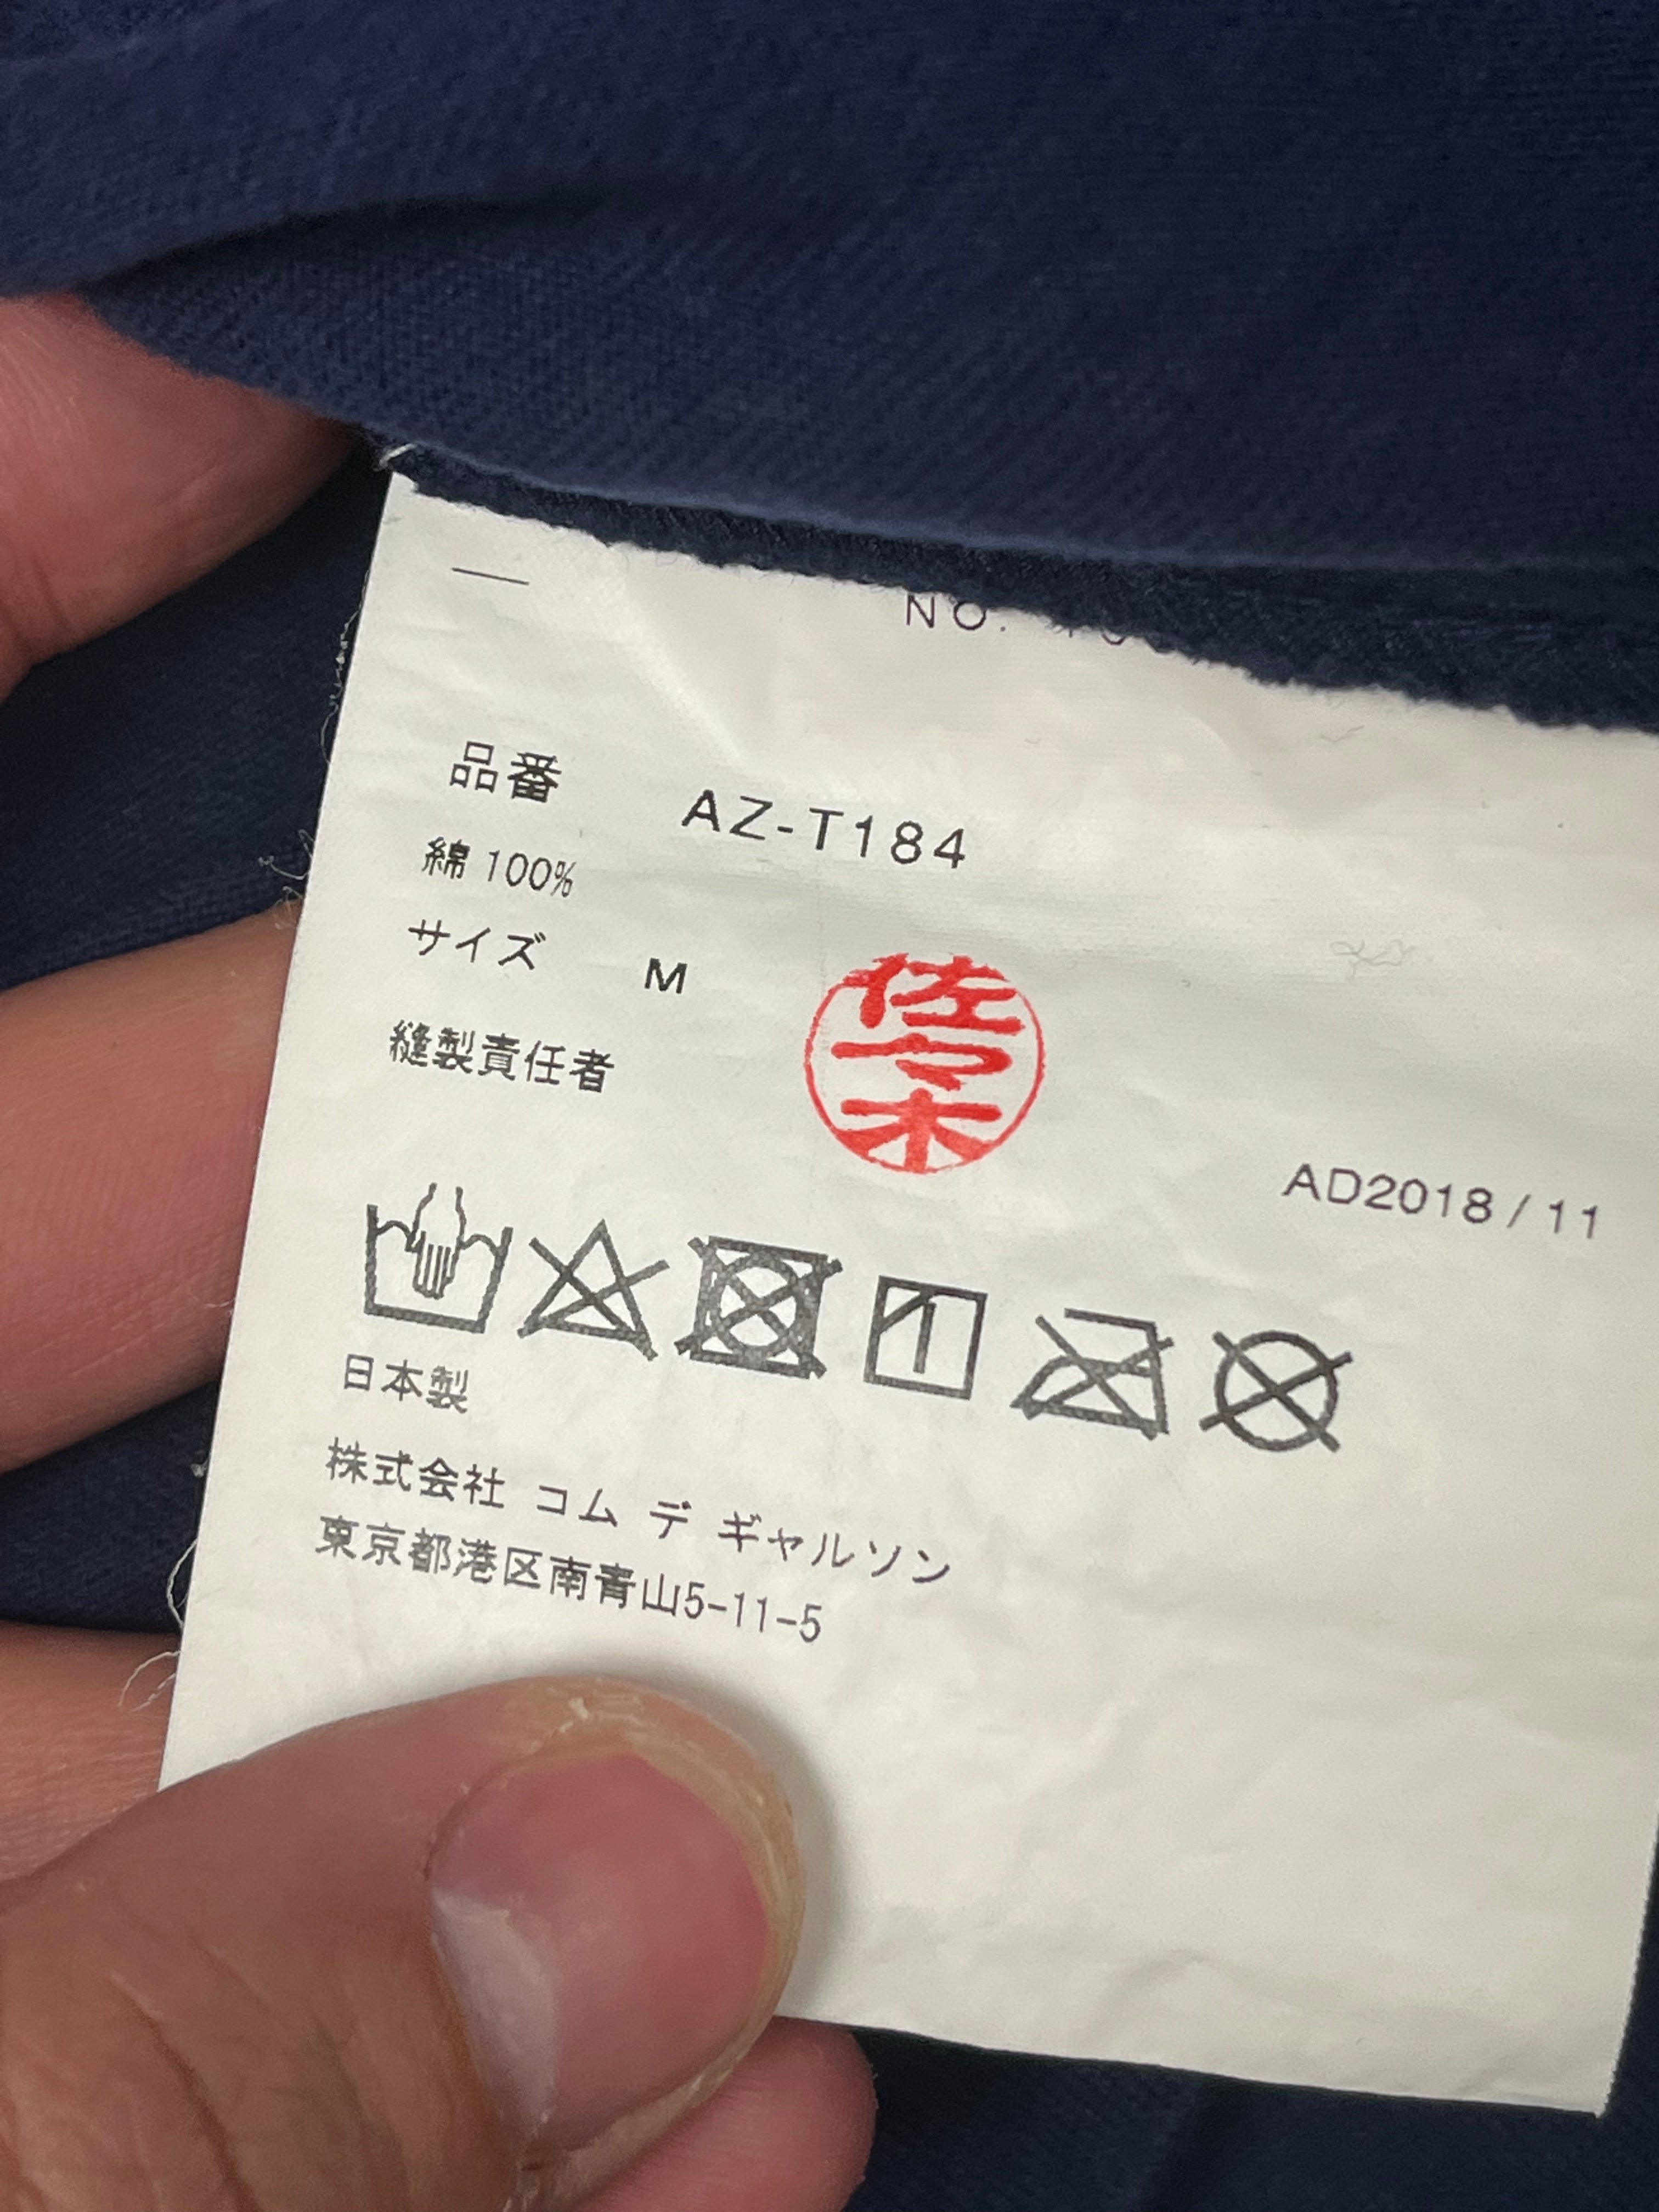 NO.
品番 AZ-T184
綿 100%
サイズ M
縫製責任者
佐々木
AD2018/11
日本製
株式会社 コム デ ギャルソン
東京都港区南青山5-11-5